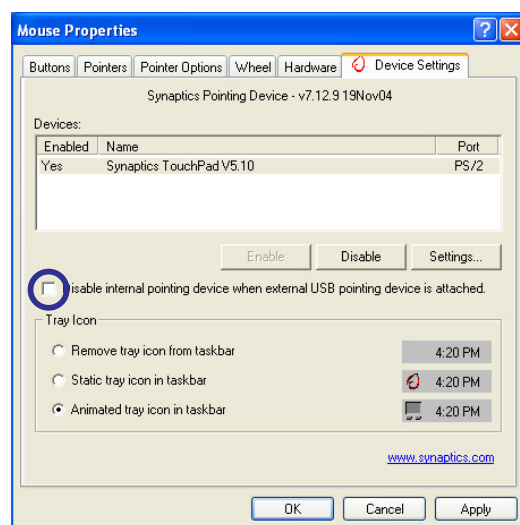 Mouse Properties
Buttons Pointers Pointer Options Wheel Hardware Device Settings
Synaptics Pointing Device - v7.12.9 19Nov04
Devices:
Enabled Name Port
Yes Synaptics TouchPad V5.10 PS/2
Enable Disable Settings...
Disable internal pointing device when external USB pointing device is attached.
Tray Icon
Remove tray icon from taskbar 4:20 PM
Static tray icon in taskbar 4:20 PM
Animated tray icon in taskbar 4:20 PM
www.synaptics.com
OK Cancel Apply